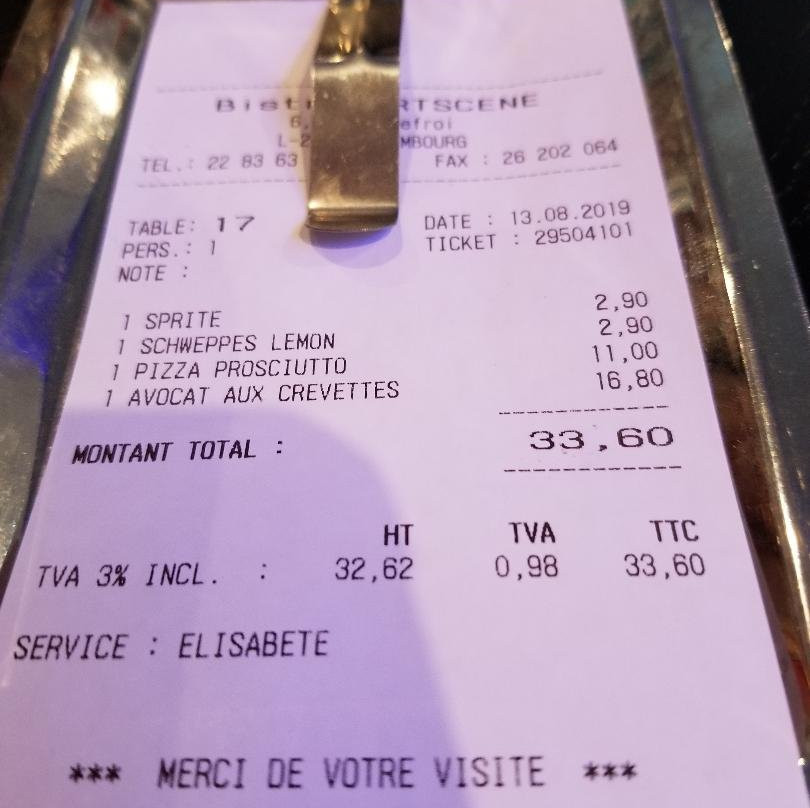 Bist RTSCENE
6, efroi
L-2 MBOURG
TEL.: 22 83 63 FAX : 26 202 064
TABLE: 17 DATE : 13.08.2019
PERS.: 1 TICKET : 29504101
NOTE :
1 SPRITE 2,90
1 SCHWEPPES LEMON 2,90
1 PIZZA PROSCIUTTO 11,00
1 AVOCAT AUX CREVETTES 16,80
MONTANT TOTAL : 33,60
HT TVA TTC
TVA 3% INCL. : 32,62 0,98 33,60
SERVICE : ELISABETE
*** MERCI DE VOTRE VISITE ***